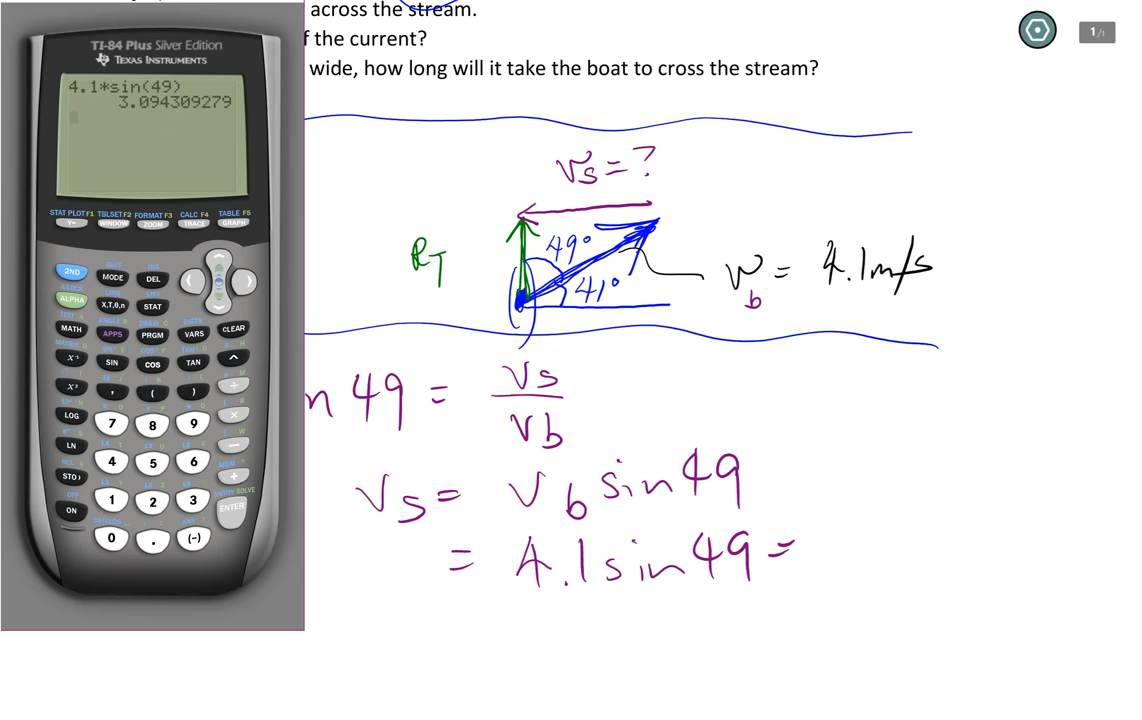 across the stream.
f the current?
wide, how long will it take the boat to cross the stream?
1/1
TI-84 Plus Silver Edition
TEXAS INSTRUMENTS
4.1*sin(49)
3.094309279
STAT PLOT F1 TBLSET F2 FORMAT F3 CALC F4 TABLE F5
Y= WINDOW ZOOM TRACE GRAPH
2ND MODE DEL
ALPHA X,T,θ,n STAT
MATH APPS PRGM VARS CLEAR
X⁻¹ SIN COS TAN ^
X² , ( ) ÷
LOG 7 8 9 ×
LN 4 5 6 −
STO› 1 2 3 +
ON 0 . (−) ENTER
Vs = ?
RT
49°
41°
Vb = 4.1 m/s
n 49 = Vs / Vb
Vs = Vb sin 49
= 4.1 sin 49 =